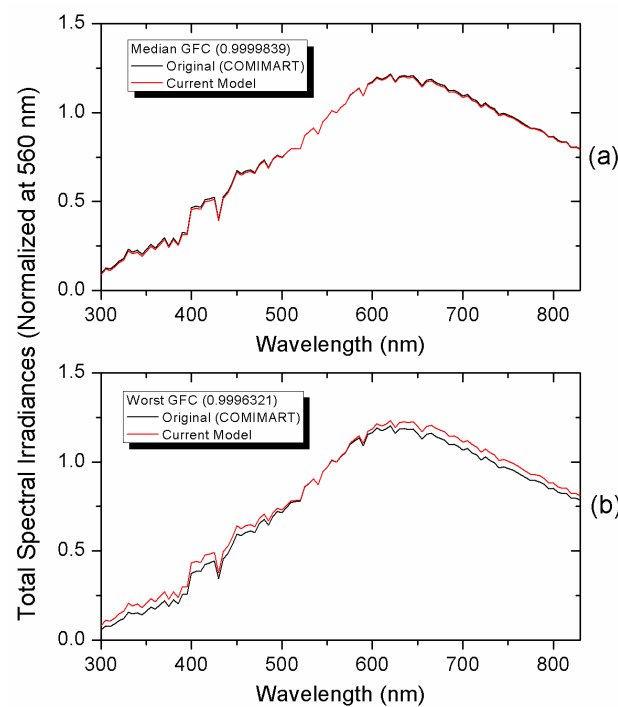 Total Spectral Irradiances (Normalized at 560 nm)
1.5
1.0
0.5
0.0
Median GFC (0.9999839)
Original (COMIMART)
Current Model
(a)
300 400 500 600 700 800
Wavelength (nm)
1.5
1.0
0.5
0.0
Worst GFC (0.9996321)
Original (COMIMART)
Current Model
(b)
300 400 500 600 700 800
Wavelength (nm)